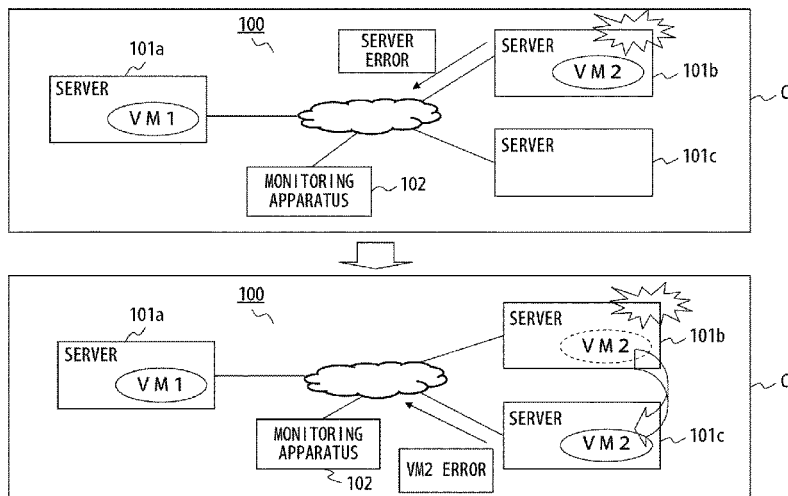 100
101a
SERVER
VM1
SERVER
ERROR
SERVER
VM2
101b
C
SERVER
101c
MONITORING
APPARATUS
102
100
101a
SERVER
VM1
SERVER
VM2
101b
C
SERVER
VM2
101c
MONITORING
APPARATUS
102
VM2 ERROR